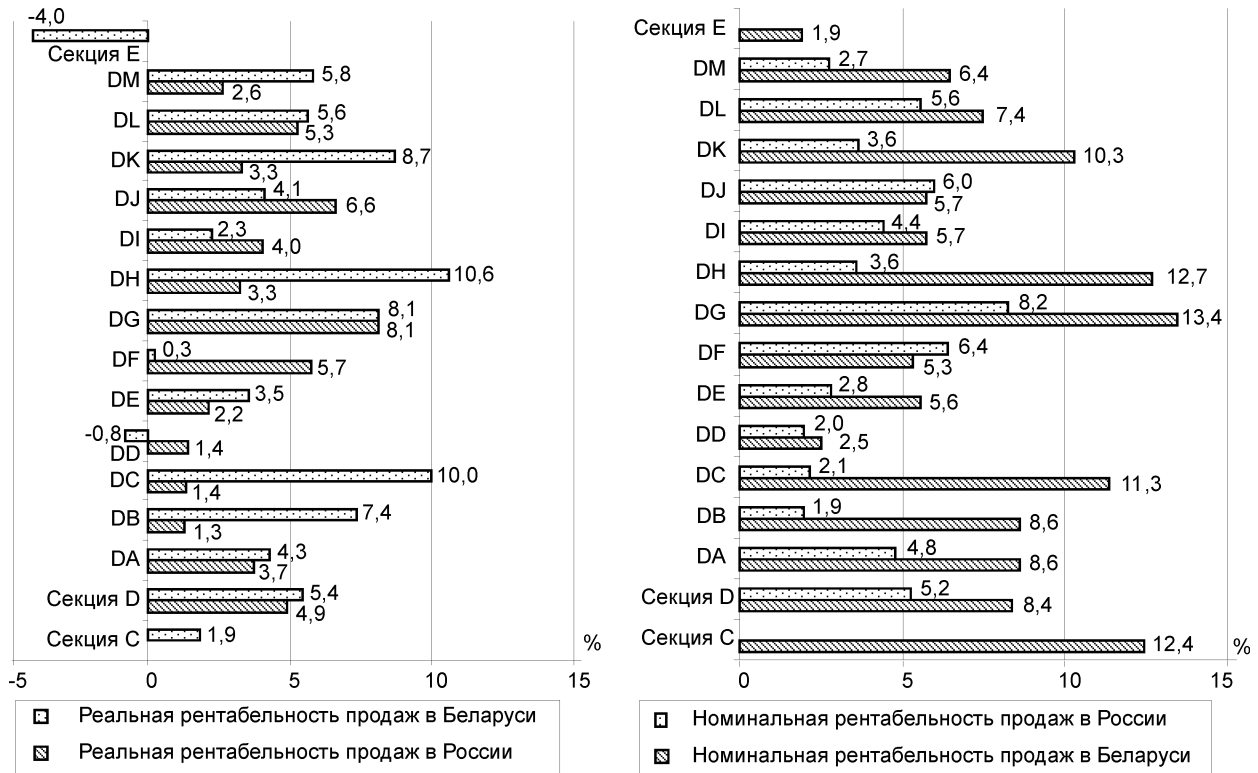 -4,0
Секция E
DM
5,8
2,6
DL
5,6
5,3
DK
8,7
3,3
DJ
4,1
6,6
DI
2,3
4,0
DH
10,6
3,3
DG
8,1
8,1
DF
0,3
5,7
DE
3,5
2,2
-0,8
DD
1,4
DC
10,0
1,4
DB
7,4
1,3
DA
4,3
3,7
Секция D
5,4
4,9
Секция C
1,9
%
-5 0 5 10 15
Реальная рентабельность продаж в Беларуси
Реальная рентабельность продаж в России
Секция E
1,9
DM
2,7
6,4
DL
5,6
7,4
DK
3,6
10,3
DJ
6,0
5,7
DI
4,4
5,7
DH
3,6
12,7
DG
8,2
13,4
DF
6,4
5,3
DE
2,8
5,6
DD
2,0
2,5
DC
2,1
11,3
DB
1,9
8,6
DA
4,8
8,6
Секция D
5,2
8,4
Секция C
12,4
%
0 5 10 15
Номинальная рентабельность продаж в России
Номинальная рентабельность продаж в Беларуси